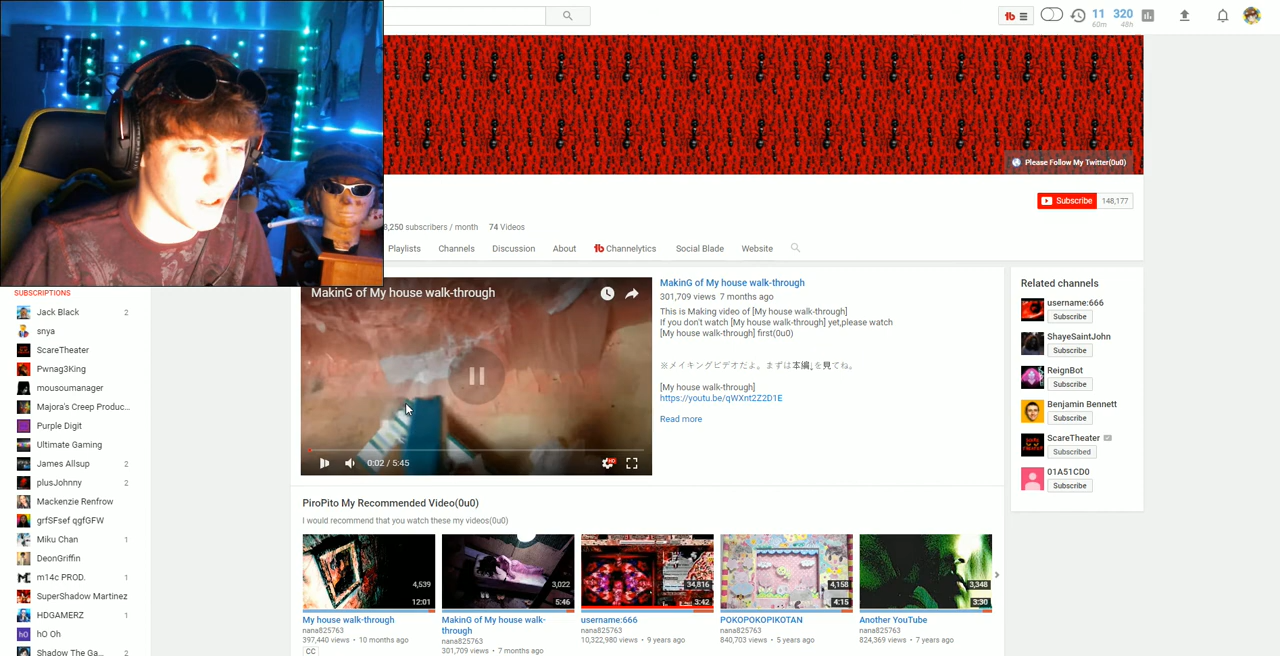 11 320
60m 48h
Please Follow My Twitter(0u0)
Subscribe 148,177
subscribers / month 74 Videos
Playlists Channels Discussion About Channelytics Social Blade Website
SUBSCRIPTIONS
Jack Black 2
snya
ScareTheater
Pwnag3King
mousoumanager
Majora's Creep Produc...
Purple Digit
Ultimate Gaming
James Allsup 2
plusJohnny 2
Mackenzie Renfrow
grfSFsef qgfGFW
Miku Chan 1
DeonGriffin
m14c PROD. 1
SuperShadow Martinez
HDGAMERZ 1
hO Oh
Shadow The Ga... 2
MakinG of My house walk-through
0:02 / 5:45
MakinG of My house walk-through
301,709 views 7 months ago
This is Making video of [My house walk-through]
If you don't watch [My house walk-through] yet,please watch
[My house walk-through] first(0u0)
※メイキングビデオだよ。まずは本編↓を見てね。
[My house walk-through]
https://youtu.be/qWXnt2Z2D1E
Read more
Related channels
username:666
Subscribe
ShayeSaintJohn
Subscribe
ReignBot
Subscribe
Benjamin Bennett
Subscribe
ScareTheater
Subscribed
01A51CD0
Subscribe
PiroPito My Recommended Video(0u0)
I would recommend that you watch these my videos(0u0)
4,539
12:01
My house walk-through
nana825763
397,440 views • 10 months ago
CC
3,022
5:46
MakinG of My house walk-through
nana825763
301,709 views • 7 months ago
34,816
3:42
username:666
nana825763
10,322,980 views • 9 years ago
4,158
4:15
POKOPOKOPIKOTAN
nana825763
840,703 views • 5 years ago
3,348
3:30
Another YouTube
nana825763
824,369 views • 7 years ago